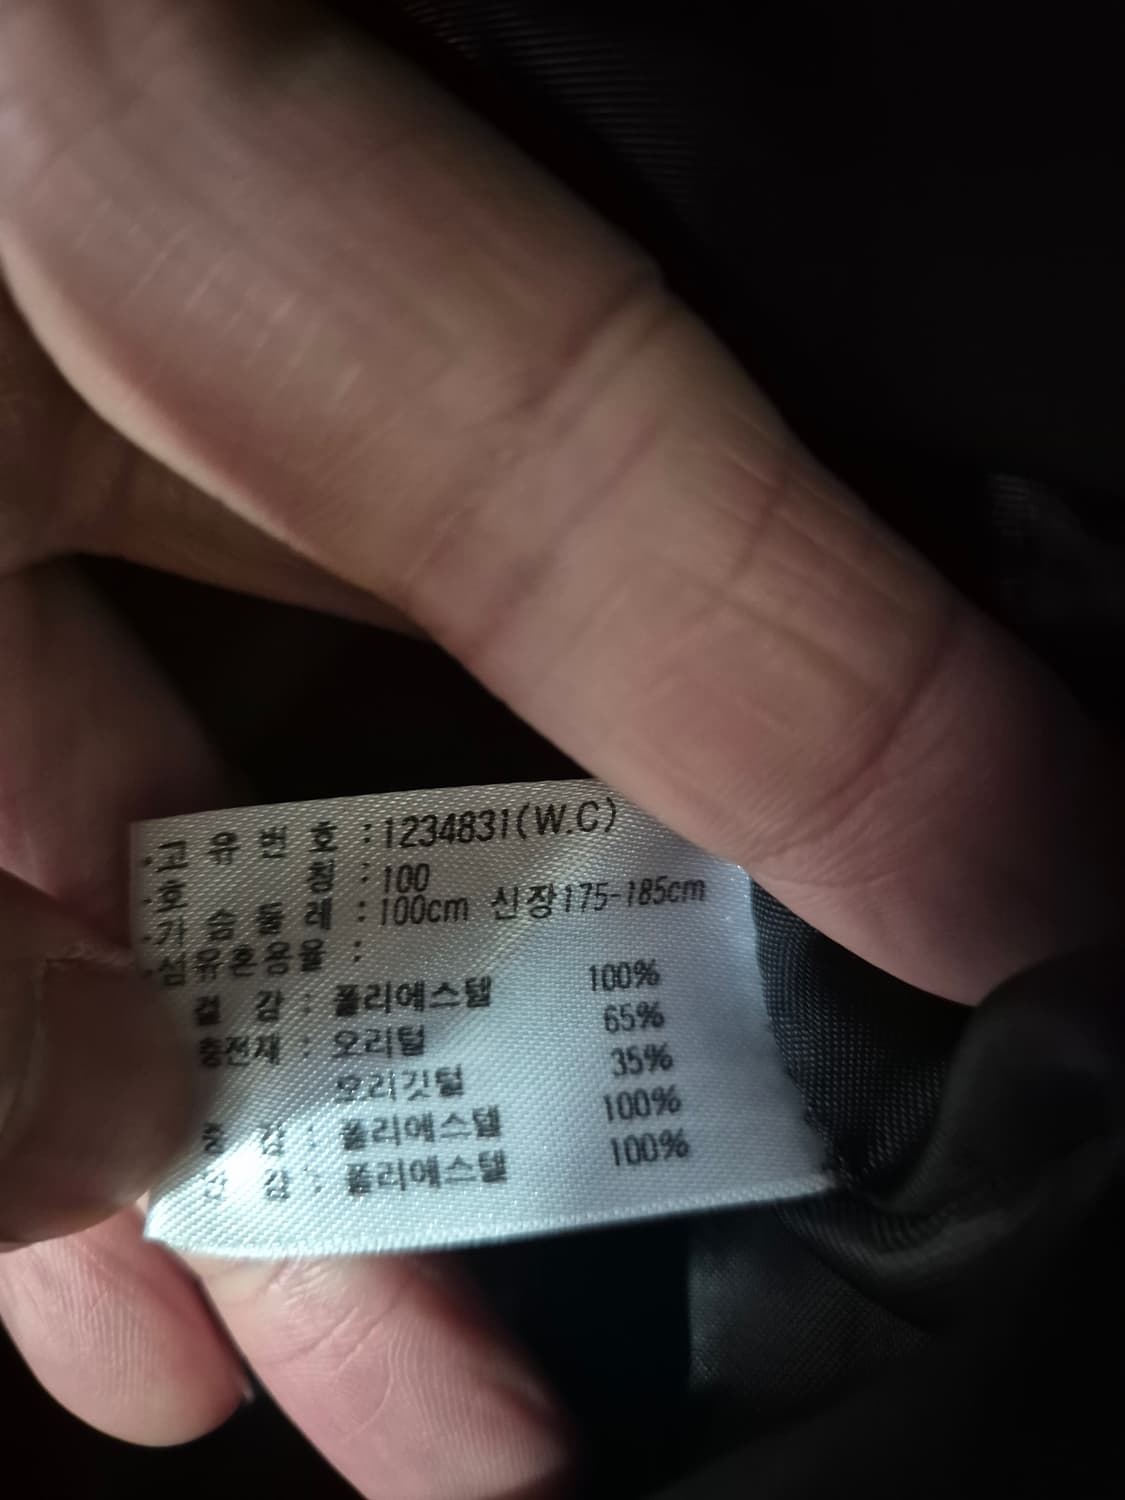 ·고 유 번 호 :1234831(W.C)
·호 칭 :100
·가 슴 둘 레 :100cm 신장175-185cm
·섬유혼용율 :
겉 감 : 폴리에스텔 100%
충전재 : 오리털 65%
오리깃털 35%
중 감 : 폴리에스텔 100%
안 감 : 폴리에스텔 100%